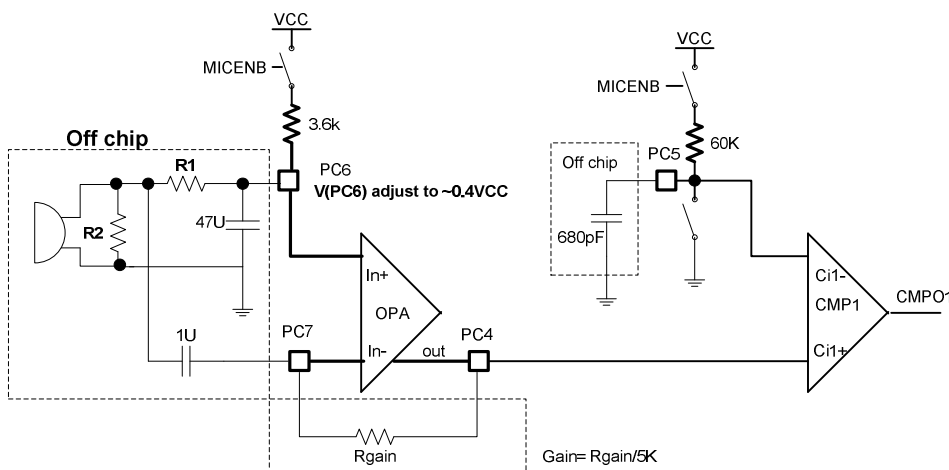 VCC
MICENB
3.6k
Off chip
R1
PC6
V(PC6) adjust to ~0.4VCC
R2
47U
In+
OPA
1U
PC7
In-
out
PC4
Rgain
Gain= Rgain/5K
VCC
MICENB
60K
Off chip
PC5
680pF
Ci1-
CMP1
CMPO1
Ci1+